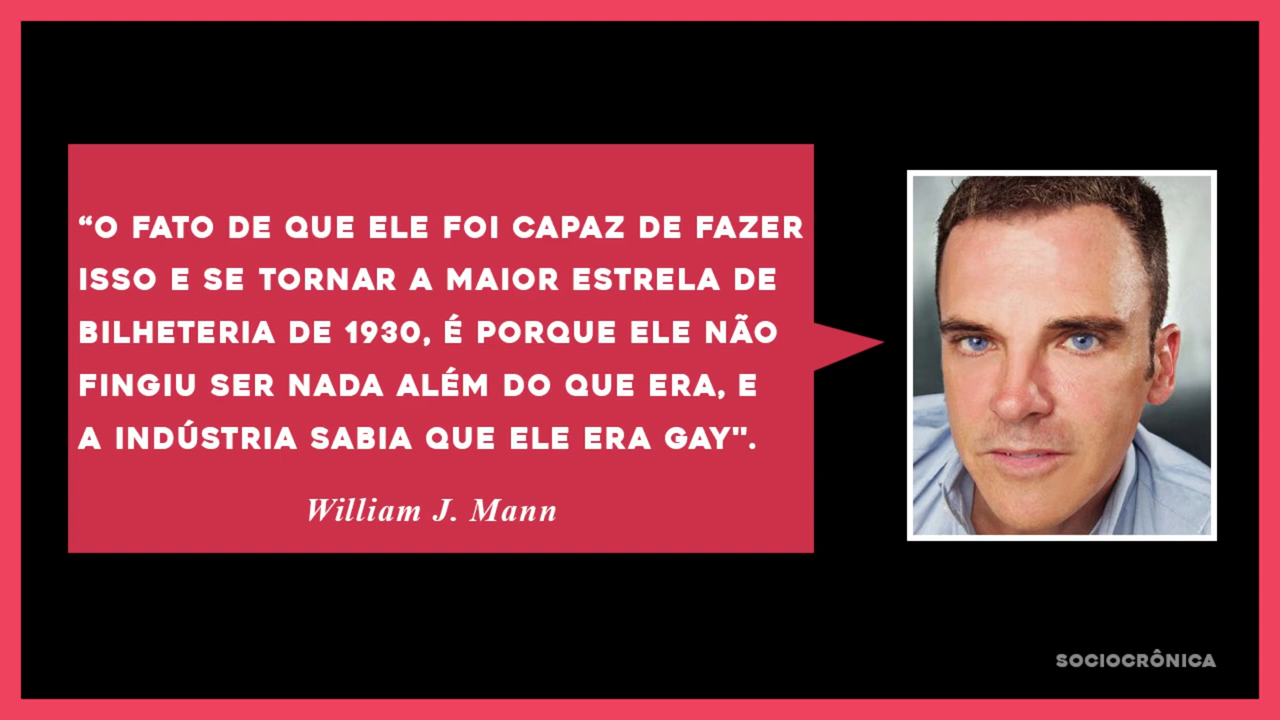 “O FATO DE QUE ELE FOI CAPAZ DE FAZER
ISSO E SE TORNAR A MAIOR ESTRELA DE
BILHETERIA DE 1930, É PORQUE ELE NÃO
FINGIU SER NADA ALÉM DO QUE ERA, E
A INDÚSTRIA SABIA QUE ELE ERA GAY".
William J. Mann
SOCIOCRÔNICA